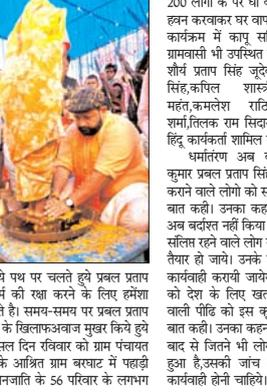 200 लोगों के पैर धो क
हवन करवाकर घर वाप
कार्यक्रम में कापू स
ग्रामवासी भी उपस्थित
शौर्य प्रताप सिंह जूदे
सिंह,कपिल शास्त्र
महंत,कमलेश राठि
शर्मा,तिलक राम सिदा
हिंदू कार्यकर्ता शामिल
धर्मातंरण अब व
कुमार प्रबल प्रताप सिं
कराने वाले लोगो को स
बात कही। उनका कह
अब बर्दाश्त नहीं किया
संलिप्त रहने वाले लोग
तैयार हो जाये। उनके
कार्यवाही करायी जाये
को देश के लिए खत
वाली पीढि को इस कृ
बात कही। उनका कहन
बाद से जितने भी लो
हुआ है,उसकी जांच
कार्यवाही होनी चाहिये।
ये पथ पर चलते हुये प्रबल प्रताप
र्म की रक्षा करने के लिए हमेंशा
ते है। समय-समय पर प्रबल प्रताप
के खिलाफअवाज मुखर किये हुये
सल दिन रविवार को ग्राम पंचायत
के आश्रित ग्राम बरघाट में पहाड़ी
नजाति के 56 परिवार के लगभग